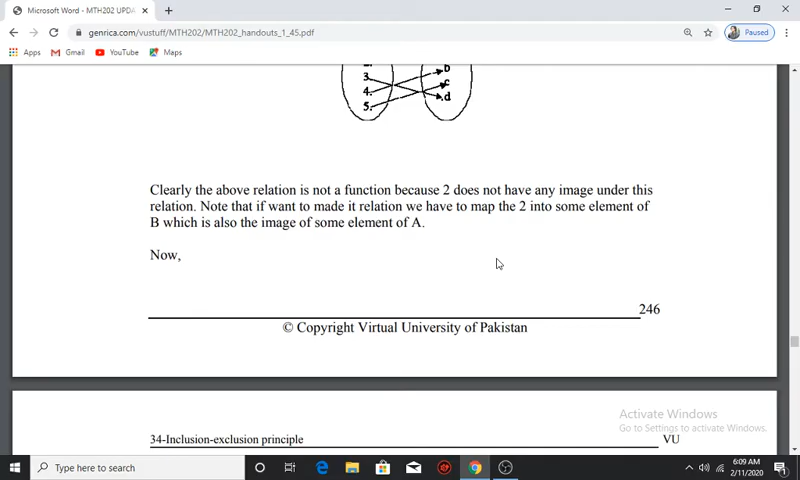 Microsoft Word - MTH202 UPDA
genrica.com/vustuff/MTH202/MTH202_handouts_1_45.pdf
Paused
Apps Gmail YouTube Maps
3.
4.
5.
b
c
d
Clearly the above relation is not a function because 2 does not have any image under this
relation. Note that if want to made it relation we have to map the 2 into some element of
B which is also the image of some element of A.
Now,
246
© Copyright Virtual University of Pakistan
34-Inclusion-exclusion principle
VU
Activate Windows
Go to Settings to activate Windows.
Type here to search
6:09 AM
2/11/2020